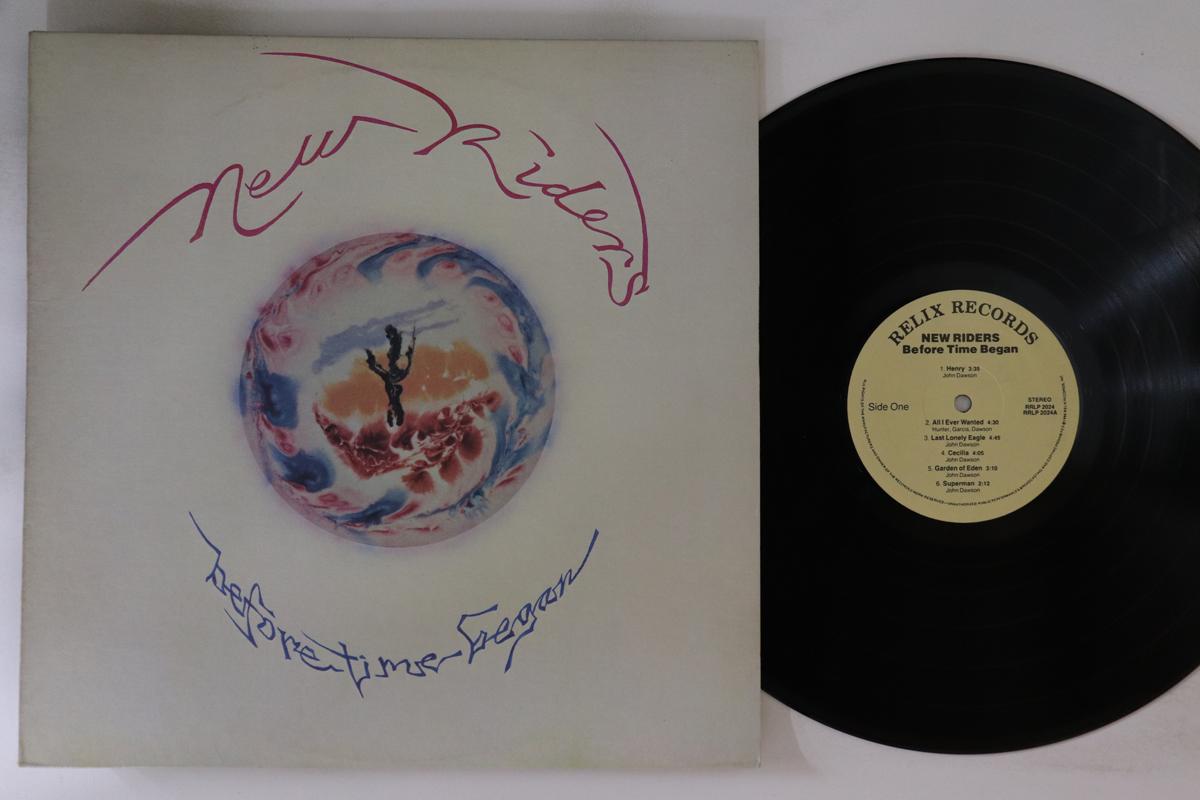 New Riders
before time began
RELIX RECORDS
NEW RIDERS
Before Time Began
1. Henry 3:35
John Dawson
Side One
STEREO
RRLP 2024
RRLP 2024A
2. All I Ever Wanted 4:30
Hunter, Garcia, Dawson
3. Last Lonely Eagle 4:45
John Dawson
4. Cecilia 4:05
John Dawson
5. Garden of Eden 3:10
John Dawson
6. Superman 2:12
John Dawson